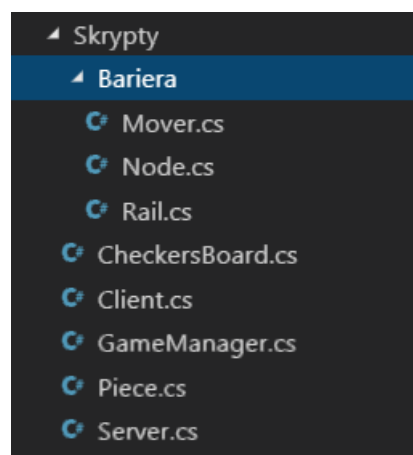 Skrypty
Bariera
C# Mover.cs
C# Node.cs
C# Rail.cs
C# CheckersBoard.cs
C# Client.cs
C# GameManager.cs
C# Piece.cs
C# Server.cs